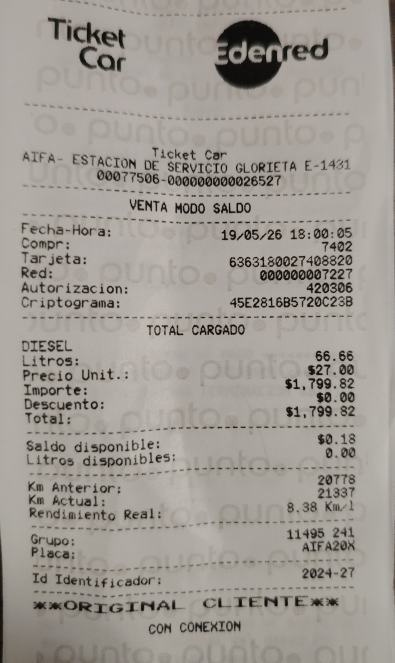 Ticket
Car
Edenred
Ticket Car
AIFA- ESTACION DE SERVICIO GLORIETA E-1431
00077506-000000000026527
VENTA MODO SALDO
Fecha-Hora: 19/05/26 18:00:05
Compr: 7402
Tarjeta: 6363180027408820
Red: 000000007227
Autorizacion: 420306
Criptograma: 45E2816B5720C23B
TOTAL CARGADO
DIESEL
Litros: 66.66
Precio Unit.: $27.00
Importe: $1,799.82
Descuento: $0.00
Total: $1,799.82
Saldo disponible: $0.18
Litros disponibles: 0.00
Km Anterior: 20778
Km Actual: 21337
Rendimiento Real: 8.38 Km/l
Grupo: 11495 241
Placa: AIFA20X
Id Identificador: 2024-27
**ORIGINAL CLIENTE**
CON CONEXION